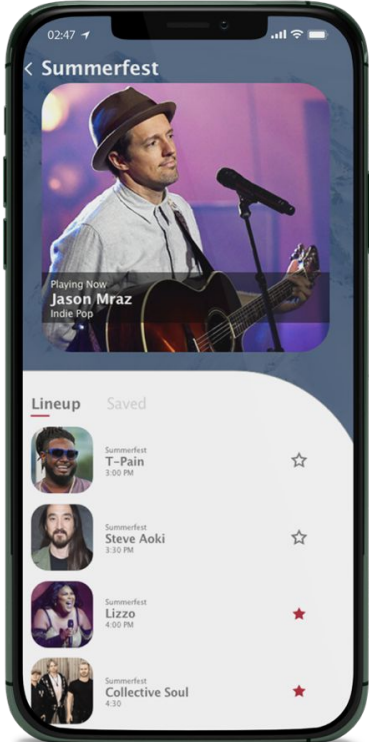 02:47
< Summerfest
Playing Now
Jason Mraz
Indie Pop
Lineup Saved
Summerfest
T-Pain
3:00 PM
Summerfest
Steve Aoki
3:30 PM
Summerfest
Lizzo
4:00 PM
Summerfest
Collective Soul
4:30